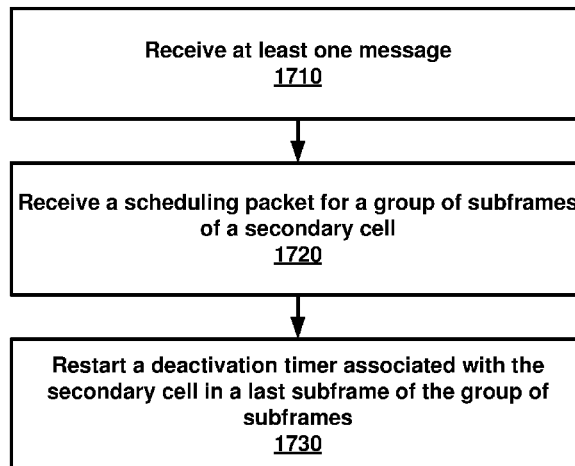 Receive at least one message
1710
Receive a scheduling packet for a group of subframes
of a secondary cell
1720
Restart a deactivation timer associated with the
secondary cell in a last subframe of the group of
subframes
1730